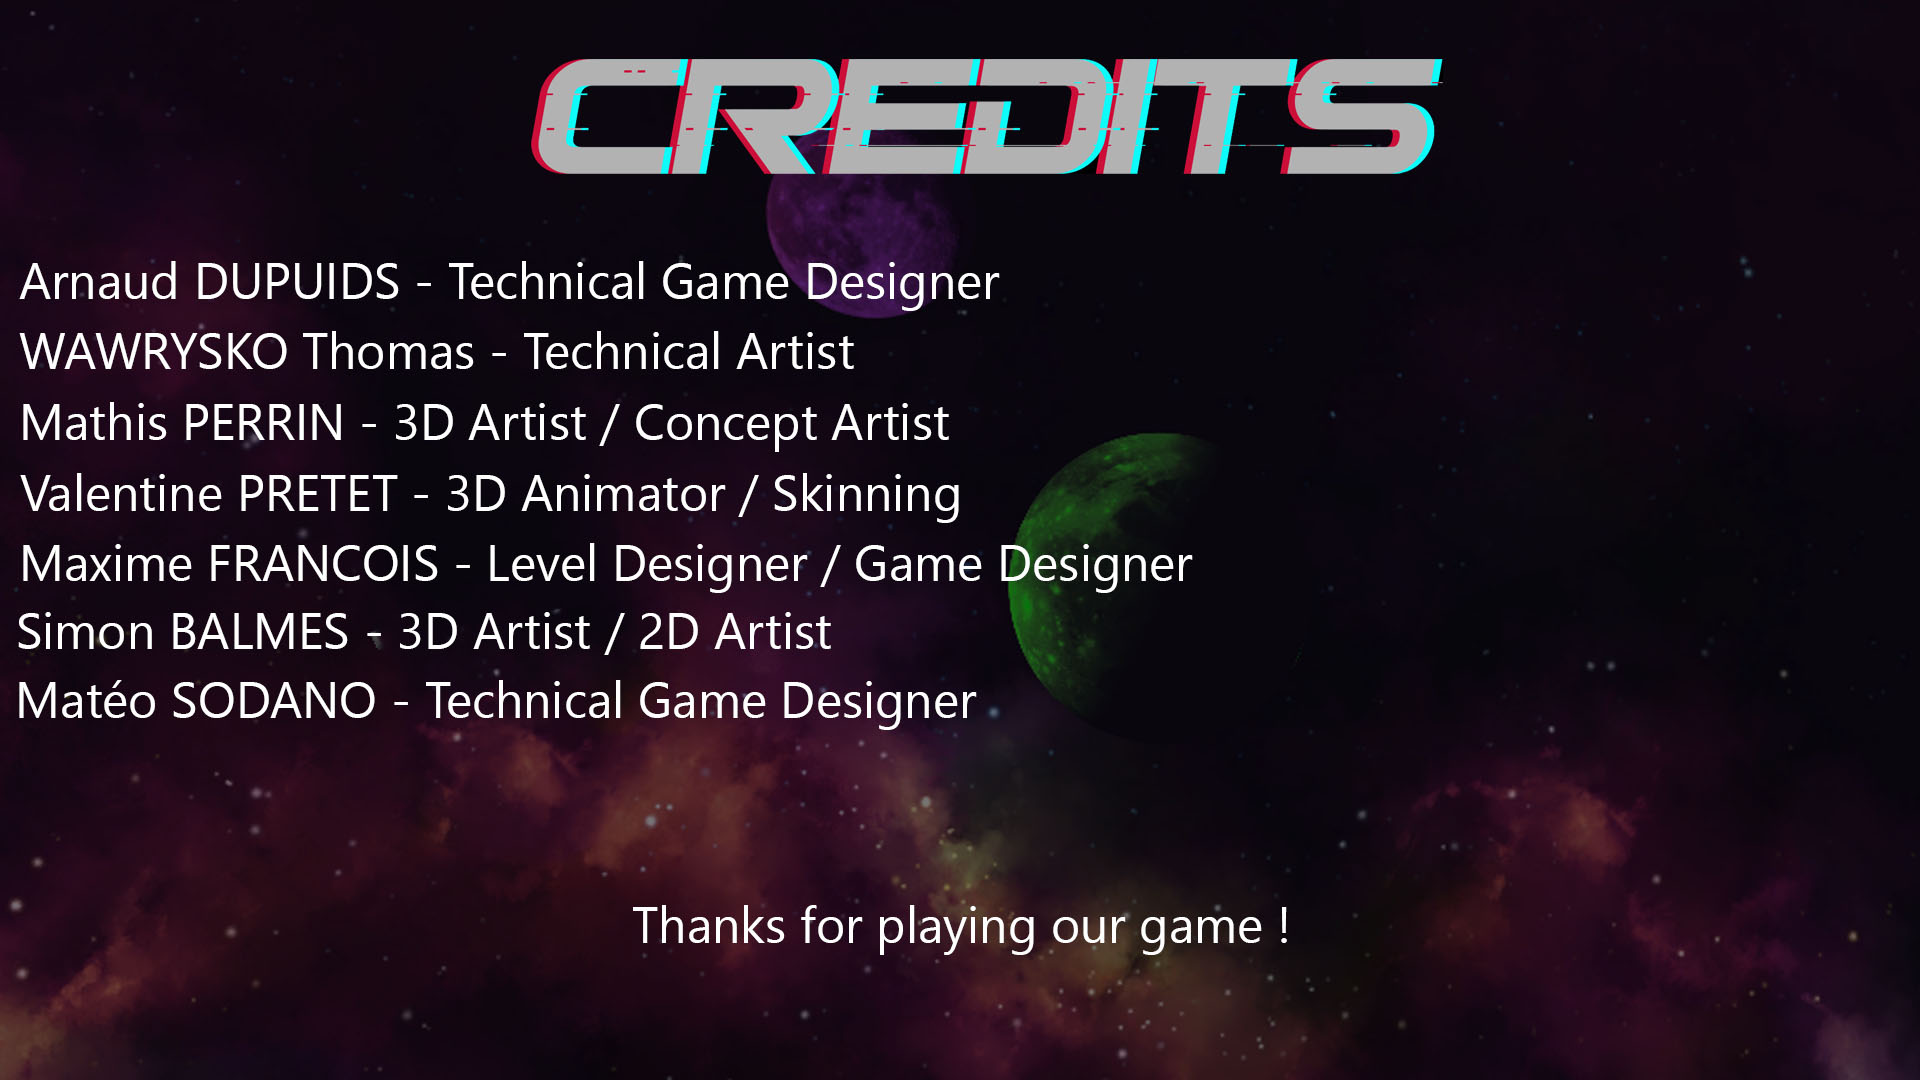 CREDITS
Arnaud DUPUIDS - Technical Game Designer
WAWRYSKO Thomas - Technical Artist
Mathis PERRIN - 3D Artist / Concept Artist
Valentine PRETET - 3D Animator / Skinning
Maxime FRANCOIS - Level Designer / Game Designer
Simon BALMES - 3D Artist / 2D Artist
Matéo SODANO - Technical Game Designer
Thanks for playing our game !